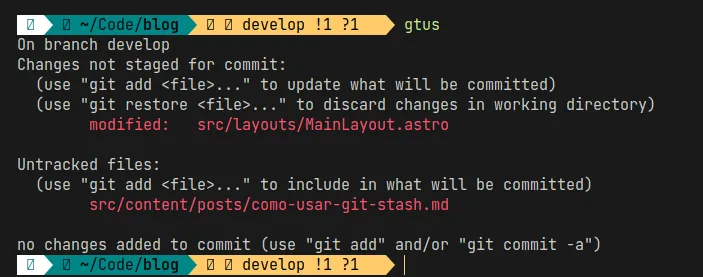 ~/Code/blog develop !1 ?1 gtus
On branch develop
Changes not staged for commit:
  (use "git add <file>..." to update what will be committed)
  (use "git restore <file>..." to discard changes in working directory)
        modified:   src/layouts/MainLayout.astro

Untracked files:
  (use "git add <file>..." to include in what will be committed)
        src/content/posts/como-usar-git-stash.md

no changes added to commit (use "git add" and/or "git commit -a")
~/Code/blog develop !1 ?1